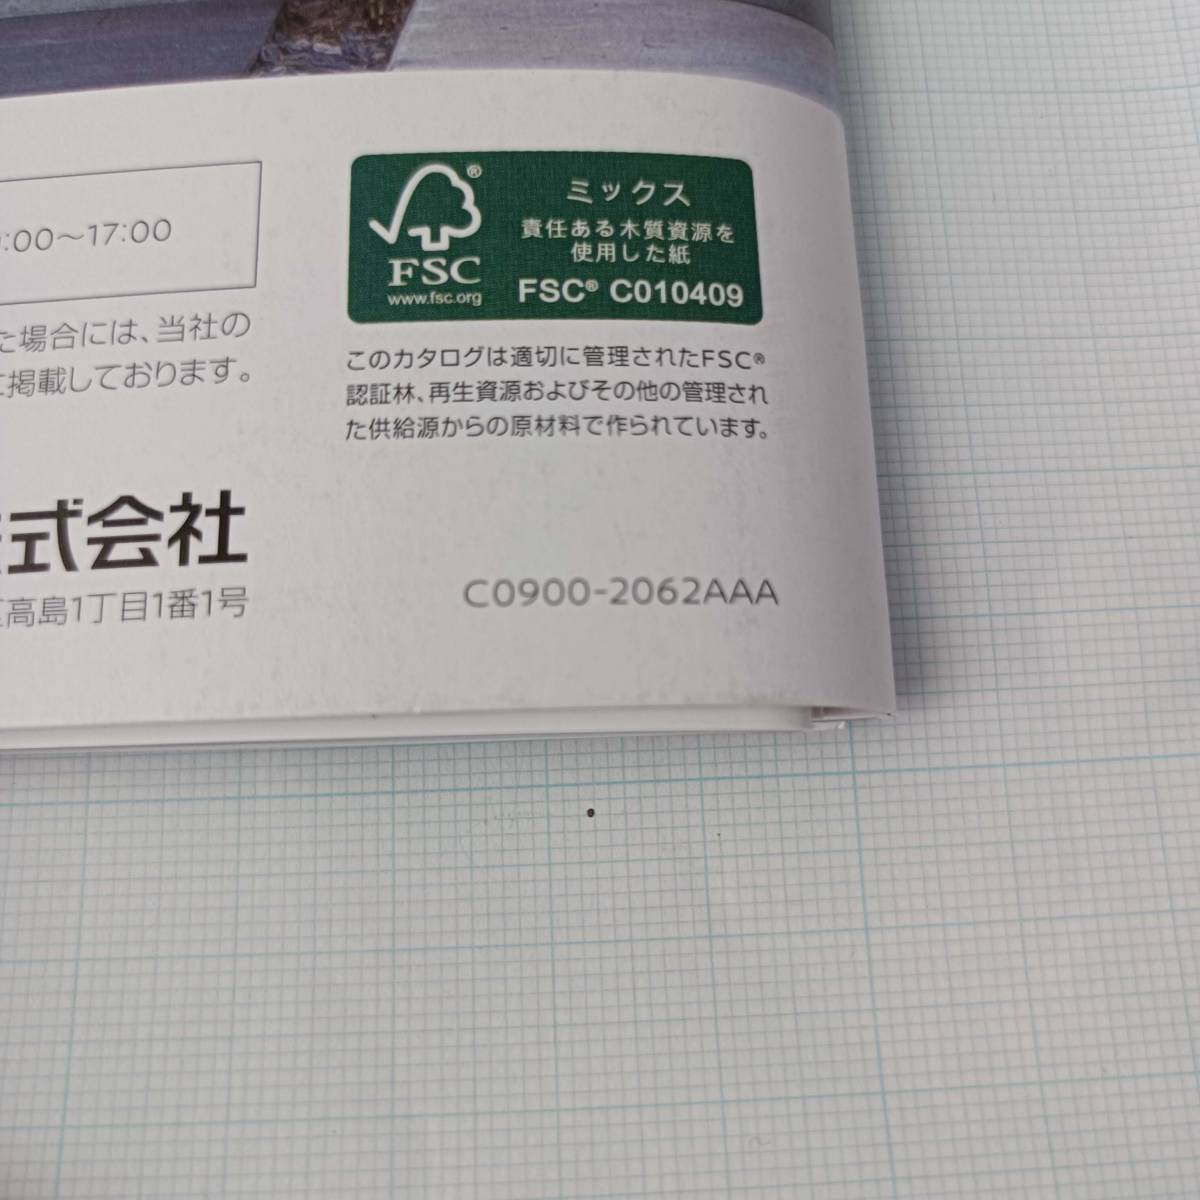 :00～17:00
た場合には、当社の
掲載しております。
式会社
高島1丁目1番1号
FSC
www.fsc.org
ミックス
責任ある木質資源を
使用した紙
FSC® C010409
このカタログは適切に管理されたFSC®
認証林、再生資源およびその他の管理され
た供給源からの原材料で作られています。
C0900-2062AAA